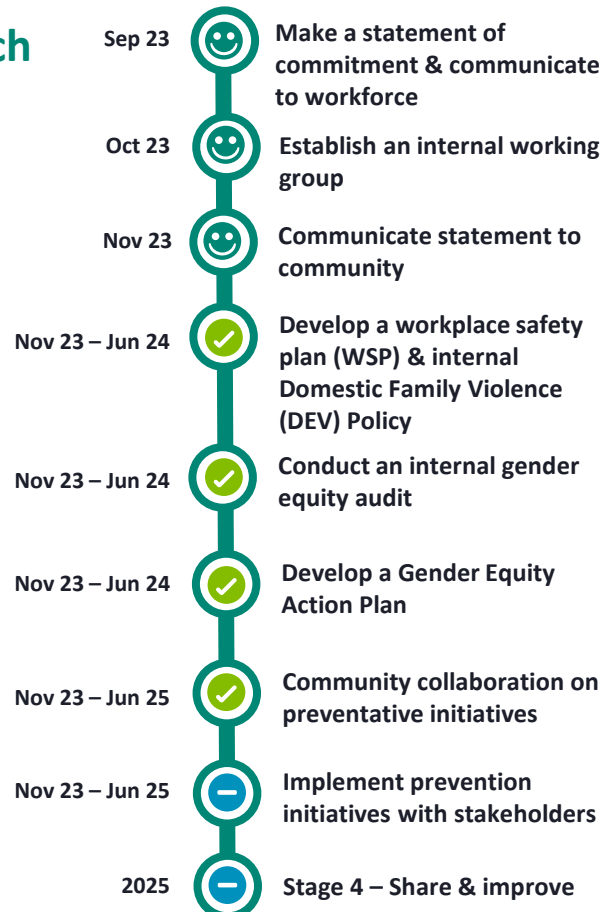 ch
Sep 23
Make a statement of
commitment & communicate
to workforce
Oct 23
Establish an internal working
group
Nov 23
Communicate statement to
community
Nov 23 – Jun 24
Develop a workplace safety
plan (WSP) & internal
Domestic Family Violence
(DEV) Policy
Nov 23 – Jun 24
Conduct an internal gender
equity audit
Nov 23 – Jun 24
Develop a Gender Equity
Action Plan
Nov 23 – Jun 25
Community collaboration on
preventative initiatives
Nov 23 – Jun 25
Implement prevention
initiatives with stakeholders
2025
Stage 4 – Share & improve